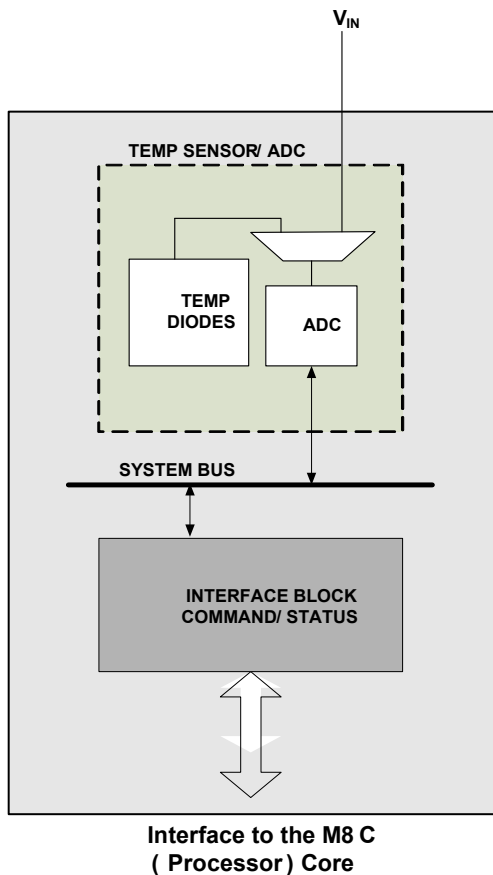 VIN
TEMP SENSOR/ ADC
TEMP
DIODES
ADC
SYSTEM BUS
INTERFACE BLOCK
COMMAND/ STATUS
Interface to the M8 C
( Processor ) Core